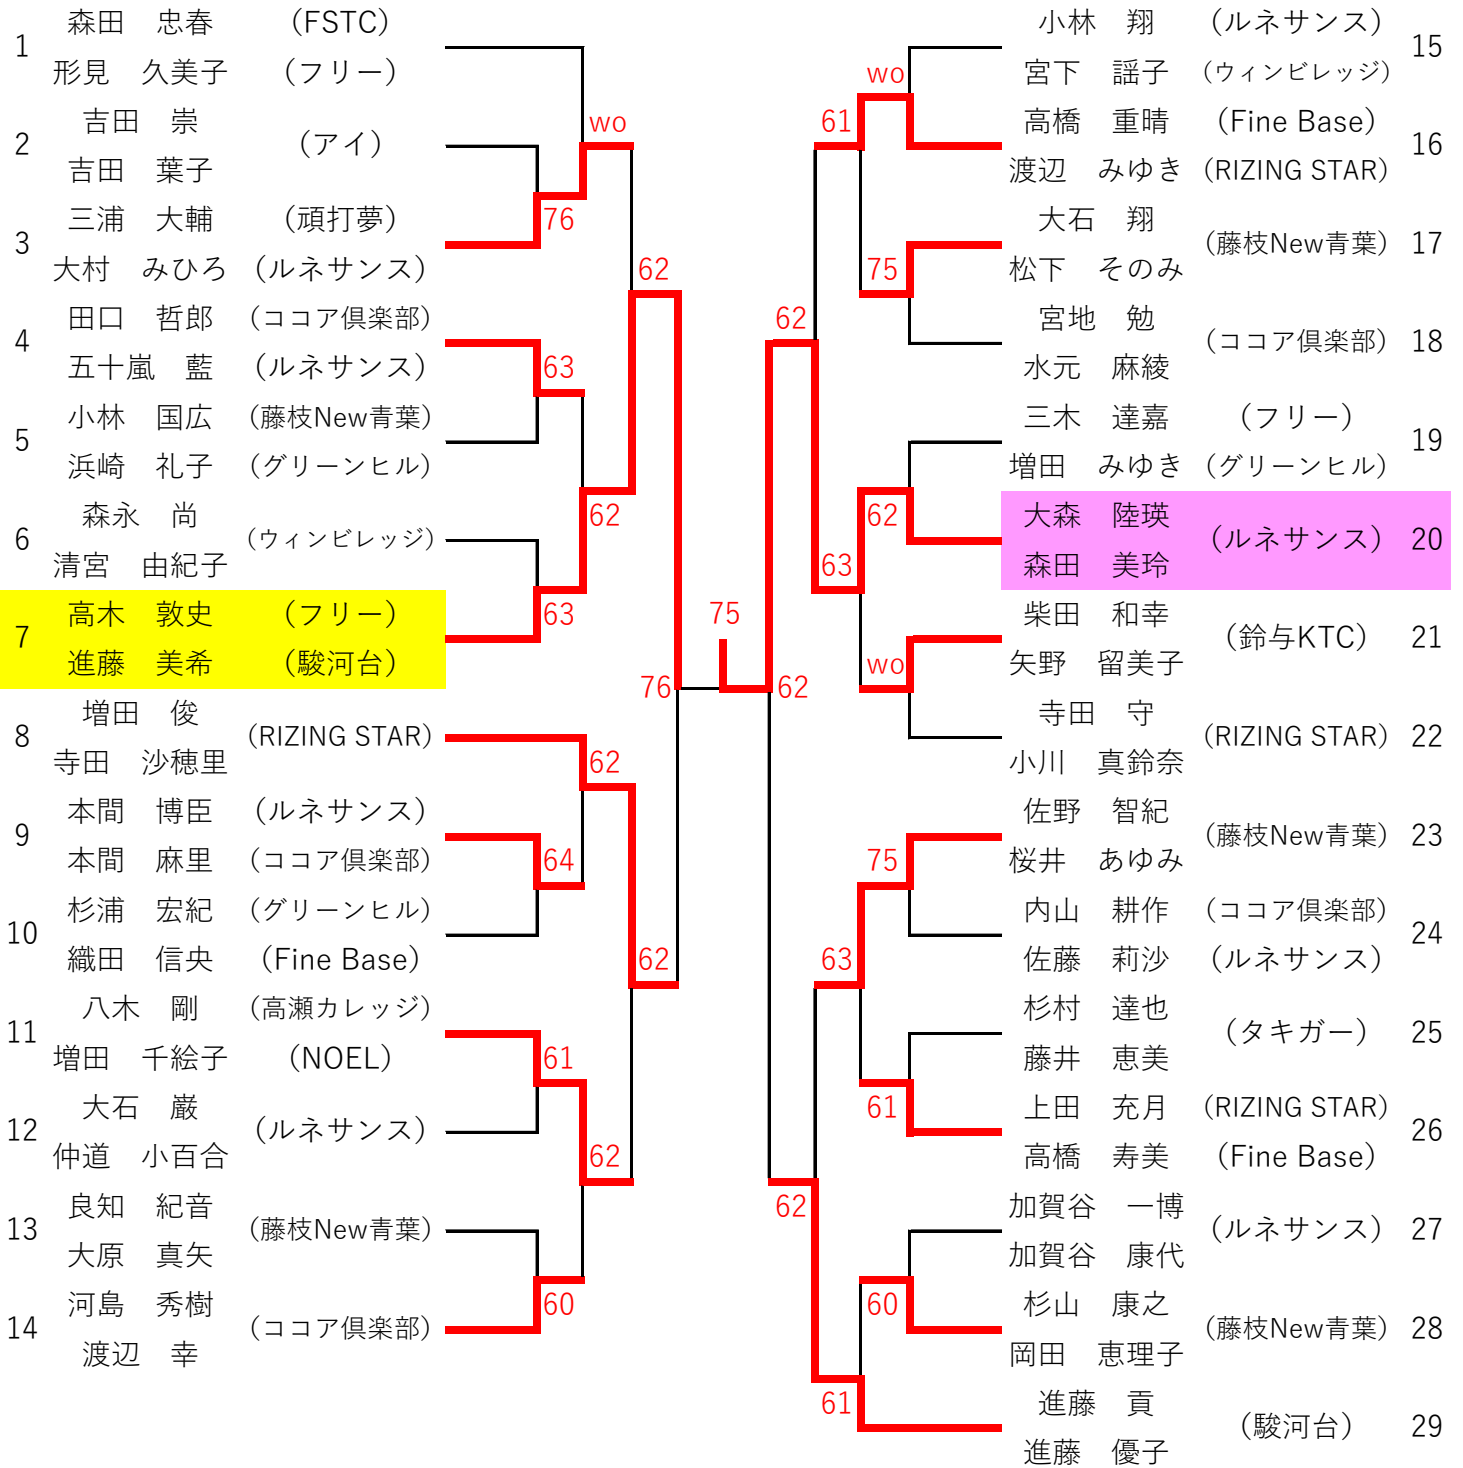 1 森田　忠春 （FSTC）
形見　久美子 （フリー）
2 吉田　崇 （アイ）
吉田　葉子
3 三浦　大輔 （頑打夢）
大村　みひろ （ルネサンス）
4 田口　哲郎 （ココア倶楽部）
五十嵐　藍 （ルネサンス）
5 小林　国広 （藤枝New青葉）
浜崎　礼子 （グリーンヒル）
6 森永　尚 （ウィンビレッジ）
清宮　由紀子
7 高木　敦史 （フリー）
進藤　美希 （駿河台）
8 増田　俊 （RIZING STAR）
寺田　沙穂里
9 本間　博臣 （ルネサンス）
本間　麻里 （ココア倶楽部）
10 杉浦　宏紀 （グリーンヒル）
織田　信央 （Fine Base）
11 八木　剛 （高瀬カレッジ）
増田　千絵子 （NOEL）
12 大石　巌 （ルネサンス）
仲道　小百合
13 良知　紀音 （藤枝New青葉）
大原　真矢
14 河島　秀樹 （ココア倶楽部）
渡辺　幸
wo
76
62
63
62
63
76
62
64
62
61
62
60
75
wo
61
75
62
62
63
wo
62
75
63
61
62
60
61
小林　翔 （ルネサンス） 15
宮下　謡子 （ウィンビレッジ）
高橋　重晴 （Fine Base） 16
渡辺　みゆき （RIZING STAR）
大石　翔 （藤枝New青葉） 17
松下　そのみ
宮地　勉 （ココア倶楽部） 18
水元　麻綾
三木　達嘉 （フリー） 19
増田　みゆき （グリーンヒル）
大森　陸瑛 （ルネサンス） 20
森田　美玲
柴田　和幸 （鈴与KTC） 21
矢野　留美子
寺田　守 （RIZING STAR） 22
小川　真鈴奈
佐野　智紀 （藤枝New青葉） 23
桜井　あゆみ
内山　耕作 （ココア倶楽部） 24
佐藤　莉沙 （ルネサンス）
杉村　達也 （タキガー） 25
藤井　恵美
上田　充月 （RIZING STAR） 26
高橋　寿美 （Fine Base）
加賀谷　一博 （ルネサンス） 27
加賀谷　康代
杉山　康之 （藤枝New青葉） 28
岡田　恵理子
進藤　貢 （駿河台） 29
進藤　優子